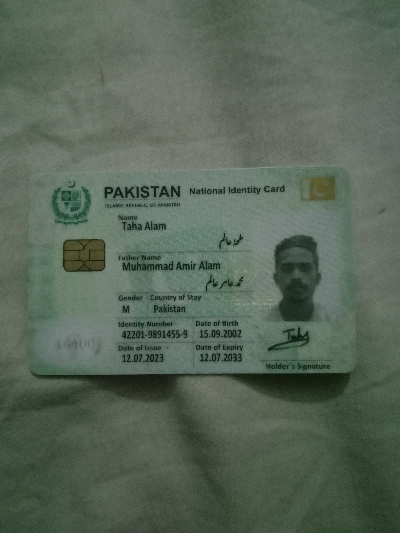 PAKISTAN National Identity Card
ISLAMIC REPUBLIC OF PAKISTAN
Name
Taha Alam
طہٰ عالم
Father Name
Muhammad Amir Alam
محمد عامر عالم
Gender Country of Stay
M Pakistan
Identity Number Date of Birth
42201-9891455-9 15.09.2002
Date of Issue Date of Expiry
12.07.2023 12.07.2033
Taha
Holder's Signature